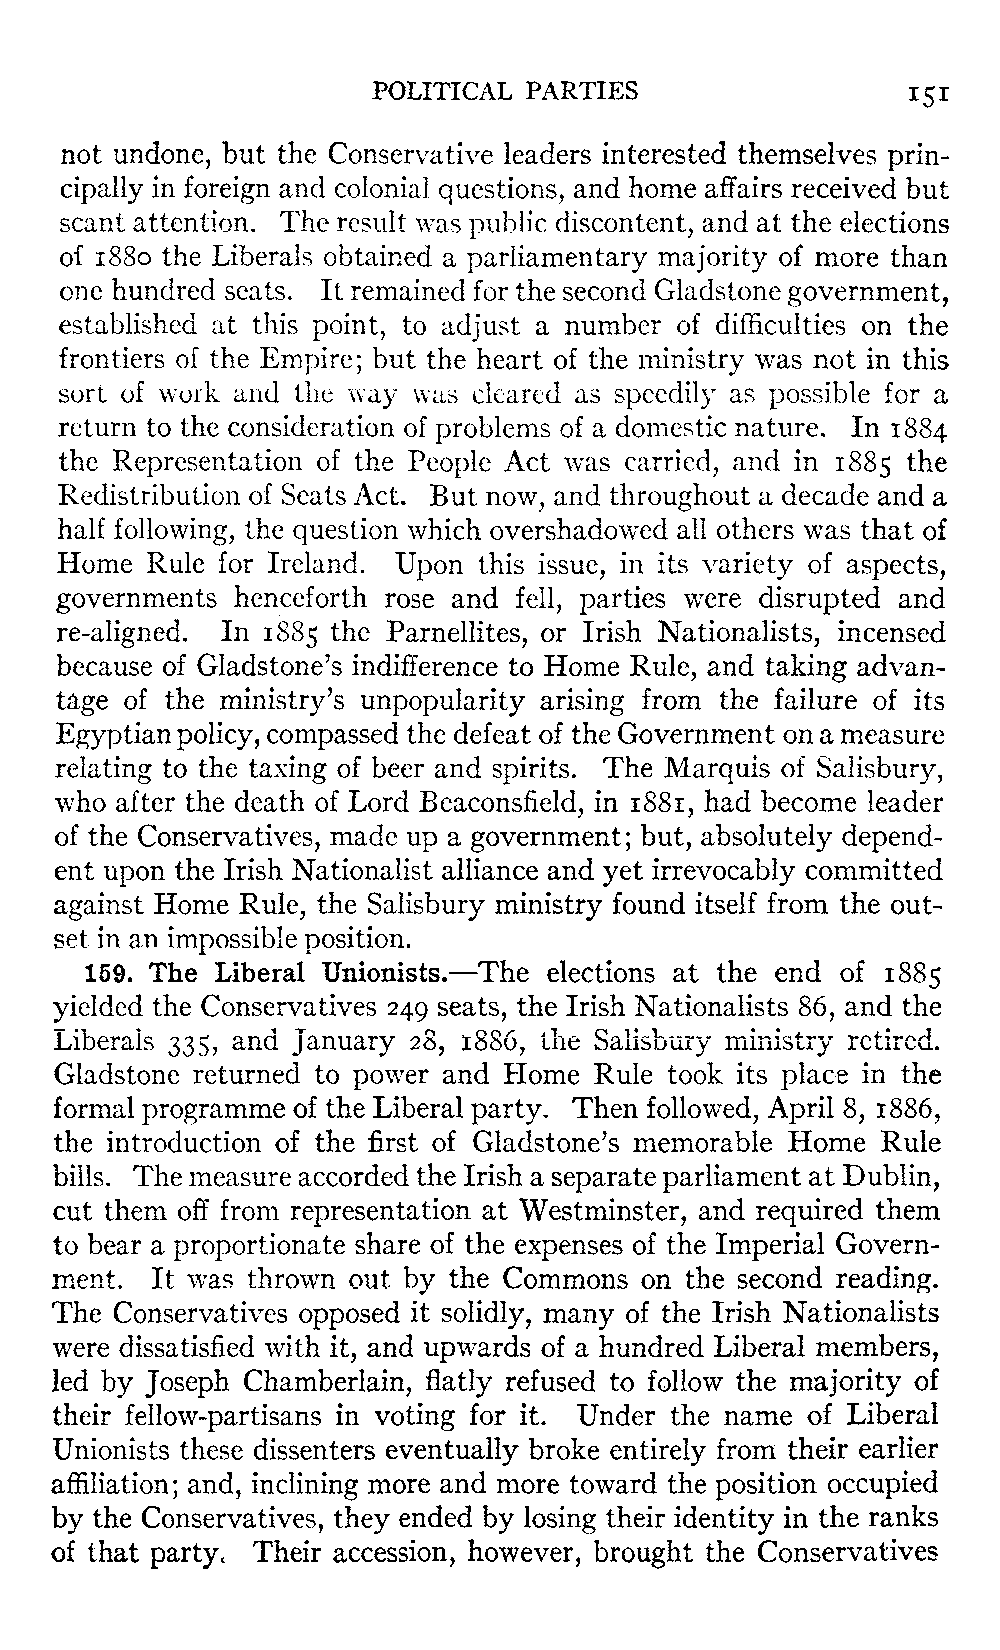 POLITICAL PARTIES 151
not undone, but the Conservative leaders interested themselves prin-
cipally in foreign and colonial questions, and home affairs received but
scant attention. The result was public discontent, and at the elections
of 1880 the Liberals obtained a parliamentary majority of more than
one hundred seats. It remained for the second Gladstone government,
established at this point, to adjust a number of difficulties on the
frontiers of the Empire; but the heart of the ministry was not in this
sort of work and the way was cleared as speedily as possible for a
return to the consideration of problems of a domestic nature. In 1884
the Representation of the People Act was carried, and in 1885 the
Redistribution of Seats Act. But now, and throughout a decade and a
half following, the question which overshadowed all others was that of
Home Rule for Ireland. Upon this issue, in its variety of aspects,
governments henceforth rose and fell, parties were disrupted and
re-aligned. In 1885 the Parnellites, or Irish Nationalists, incensed
because of Gladstone's indifference to Home Rule, and taking advan-
tage of the ministry's unpopularity arising from the failure of its
Egyptian policy, compassed the defeat of the Government on a measure
relating to the taxing of beer and spirits. The Marquis of Salisbury,
who after the death of Lord Beaconsfield, in 1881, had become leader
of the Conservatives, made up a government; but, absolutely depend-
ent upon the Irish Nationalist alliance and yet irrevocably committed
against Home Rule, the Salisbury ministry found itself from the out-
set in an impossible position.
159. The Liberal Unionists.—The elections at the end of 1885
yielded the Conservatives 249 seats, the Irish Nationalists 86, and the
Liberals 335, and January 28, 1886, the Salisbury ministry retired.
Gladstone returned to power and Home Rule took its place in the
formal programme of the Liberal party. Then followed, April 8, 1886,
the introduction of the first of Gladstone's memorable Home Rule
bills. The measure accorded the Irish a separate parliament at Dublin,
cut them off from representation at Westminster, and required them
to bear a proportionate share of the expenses of the Imperial Govern-
ment. It was thrown out by the Commons on the second reading.
The Conservatives opposed it solidly, many of the Irish Nationalists
were dissatisfied with it, and upwards of a hundred Liberal members,
led by Joseph Chamberlain, flatly refused to follow the majority of
their fellow-partisans in voting for it. Under the name of Liberal
Unionists these dissenters eventually broke entirely from their earlier
affiliation; and, inclining more and more toward the position occupied
by the Conservatives, they ended by losing their identity in the ranks
of that party. Their accession, however, brought the Conservatives